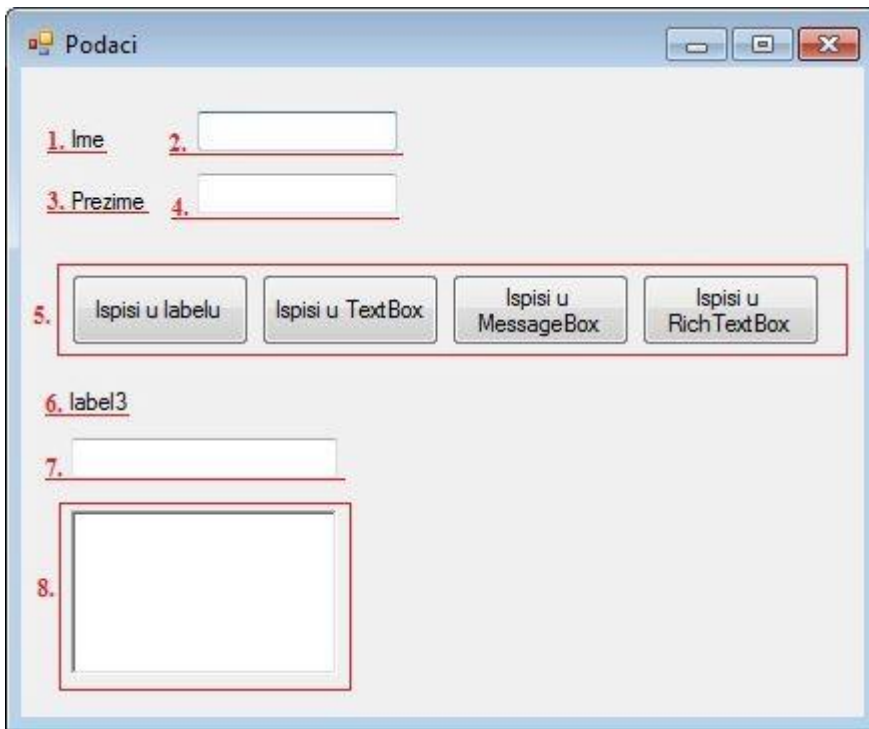 Podaci
1. Ime
2.
3. Prezime
4.
5.
Ispisi u labelu
Ispisi u TextBox
Ispisi u
MessageBox
Ispisi u
RichTextBox
6. label3
7.
8.